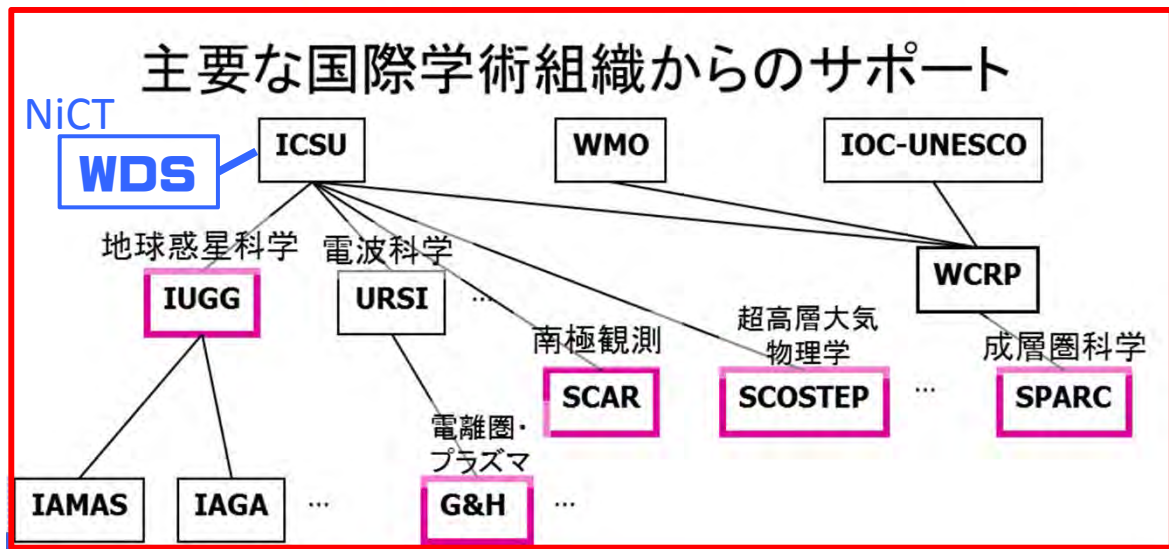 主要な国際学術組織からのサポート
NiCT
WDS
ICSU
WMO
IOC-UNESCO
地球惑星科学
電波科学
IUGG
URSI
...
WCRP
南極観測
超高層大気
物理学
成層圏科学
SCAR
SCOSTEP
...
SPARC
電離圏・
プラズマ
IAMAS
IAGA
...
G&H
...